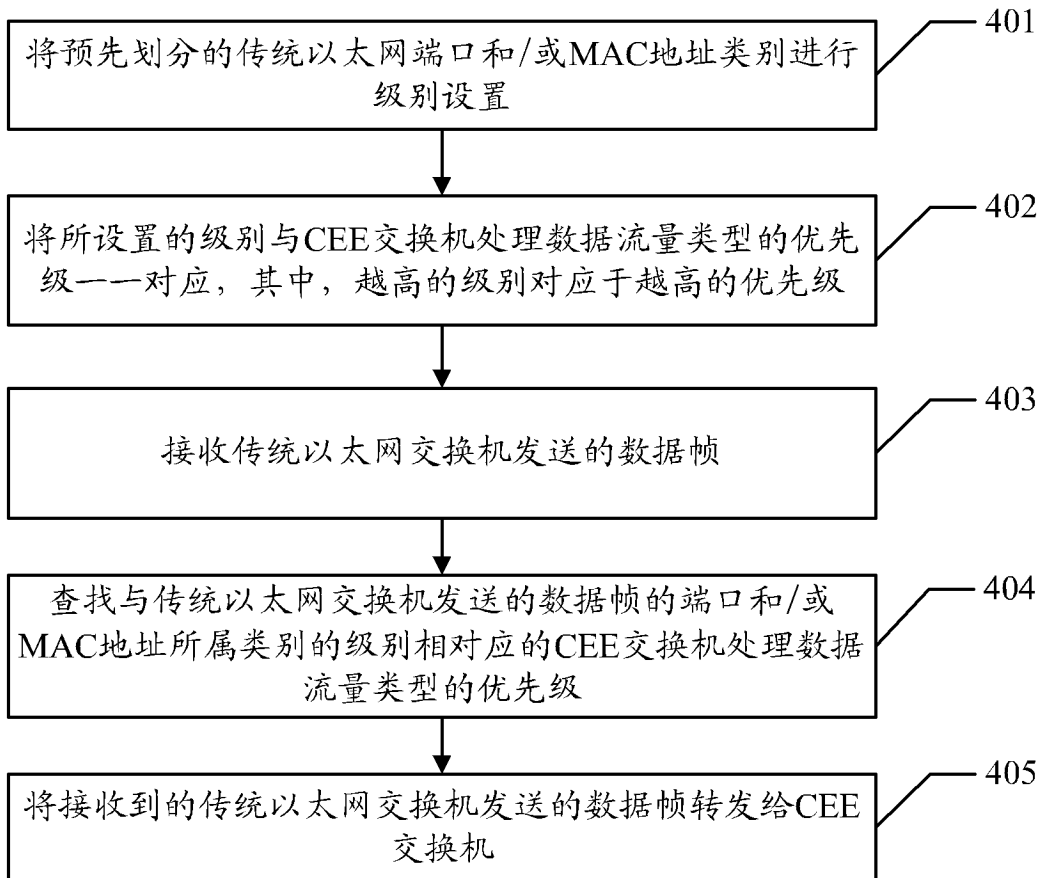 将预先划分的传统以太网端口和/或MAC地址类别进行
级别设置
401
将所设置的级别与CEE交换机处理数据流量类型的优先
级一一对应，其中，越高的级别对应于越高的优先级
402
接收传统以太网交换机发送的数据帧
403
查找与传统以太网交换机发送的数据帧的端口和/或
MAC地址所属类别的级别相对应的CEE交换机处理数据
流量类型的优先级
404
将接收到的传统以太网交换机发送的数据帧转发给CEE
交换机
405